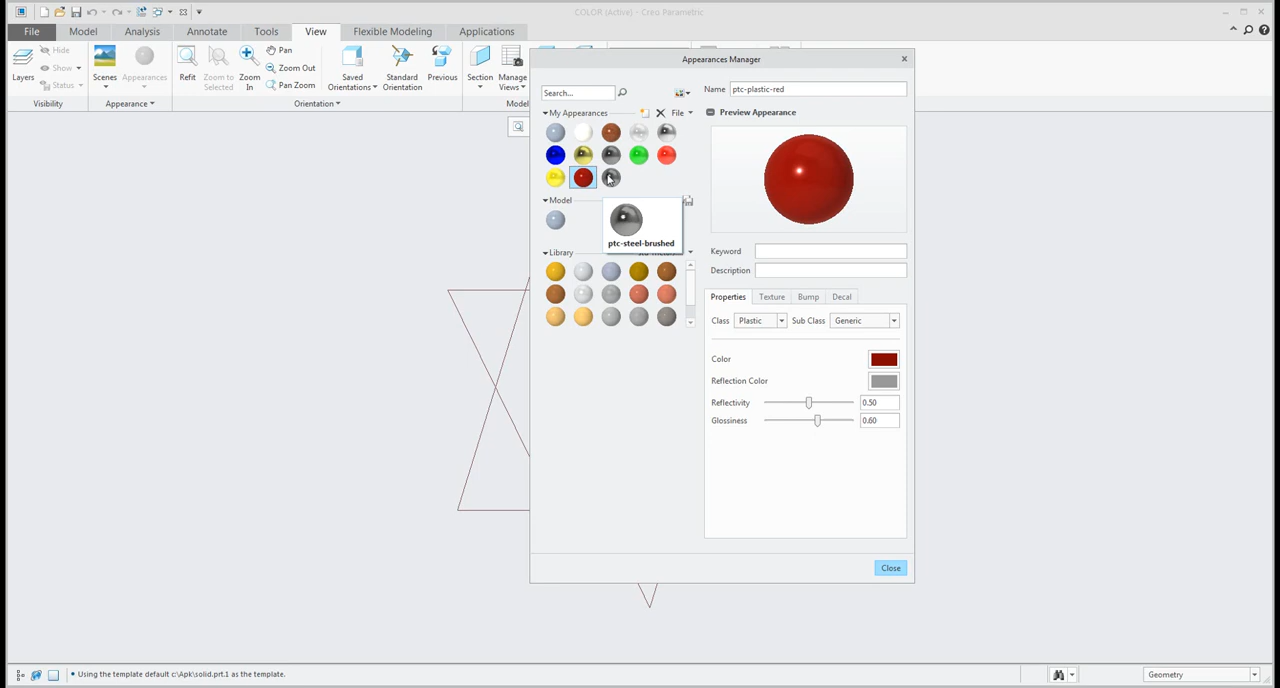 COLOR (Active) - Creo Parametric
File Model Analysis Annotate Tools View Flexible Modeling Applications
Hide
Show
Status
Layers
Visibility
Scenes
Appearances
Appearance
Refit
Zoom to
Selected
Zoom
In
Pan
Zoom Out
Pan Zoom
Saved
Orientations
Standard
Orientation
Previous
Orientation
Section
Manage
Views
Model
Appearances Manager
Search...
My Appearances
File
Model
ptc-steel-brushed
Library
Name ptc-plastic-red
Preview Appearance
Keyword
Description
Properties Texture Bump Decal
Class Plastic Sub Class Generic
Color
Reflection Color
Reflectivity 0.50
Glossiness 0.60
Close
• Using the template default c:\Apk\solid.prt.1 as the template.
Geometry